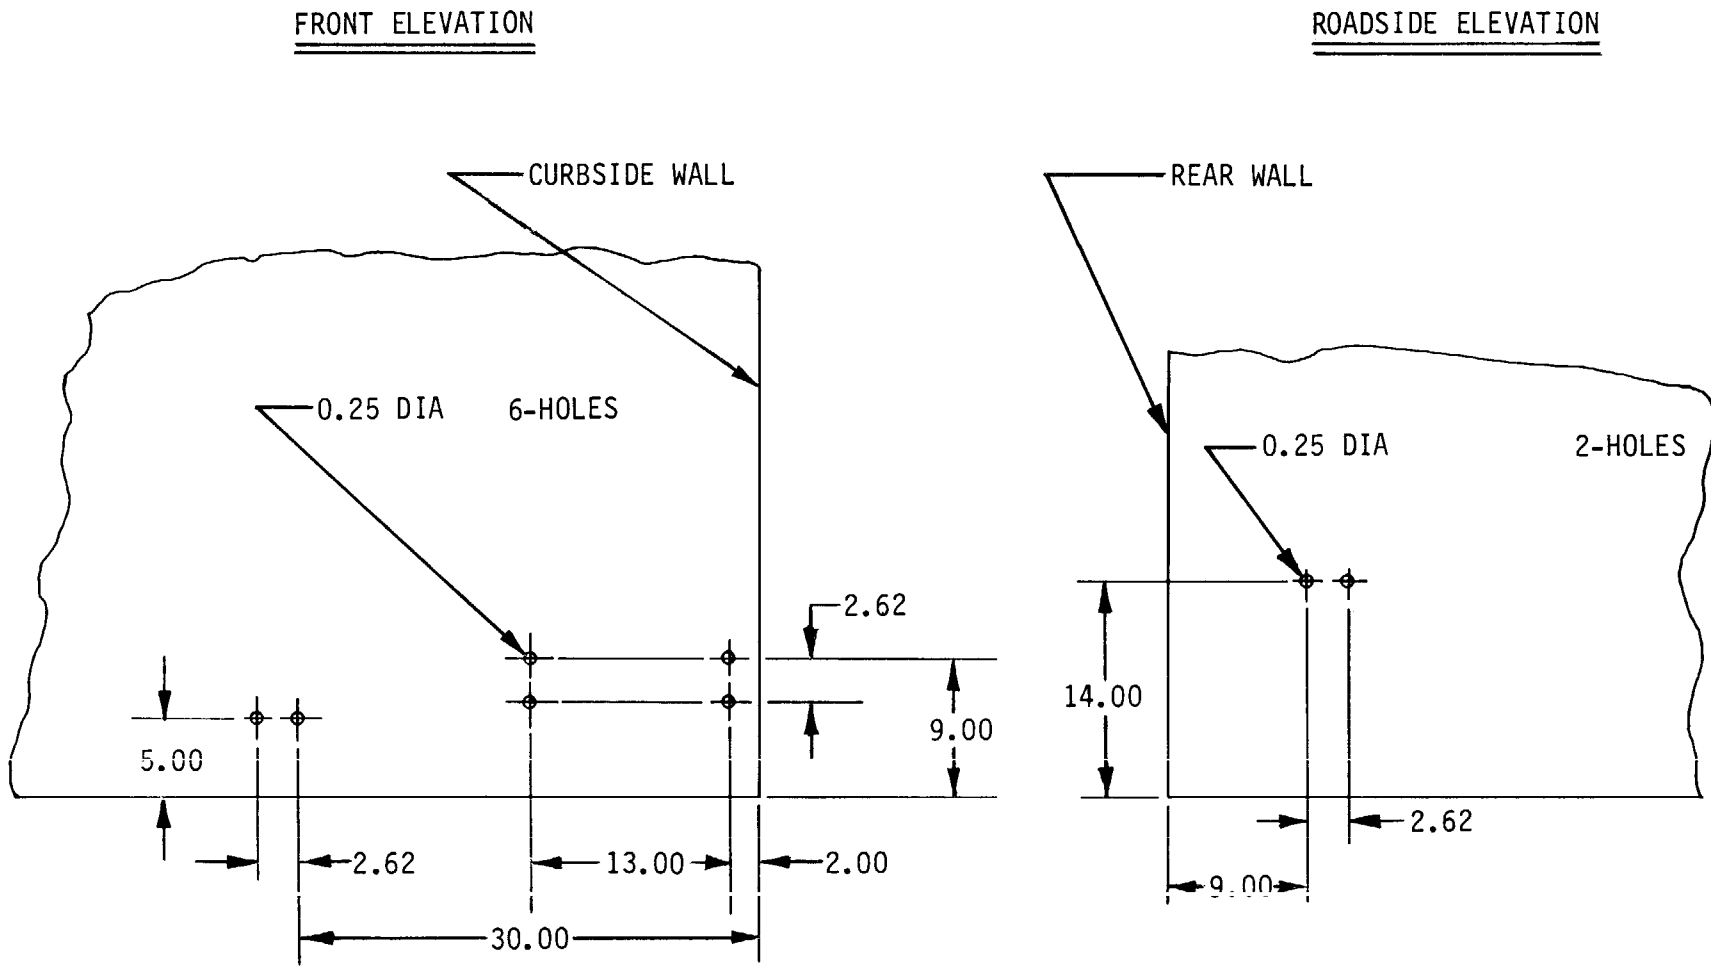 FRONT ELEVATION
ROADSIDE ELEVATION
CURBSIDE WALL
REAR WALL
0.25 DIA 6-HOLES
0.25 DIA 2-HOLES
2.62
14.00
9.00
5.00
2.62
2.62
13.00
2.00
9.00
30.00